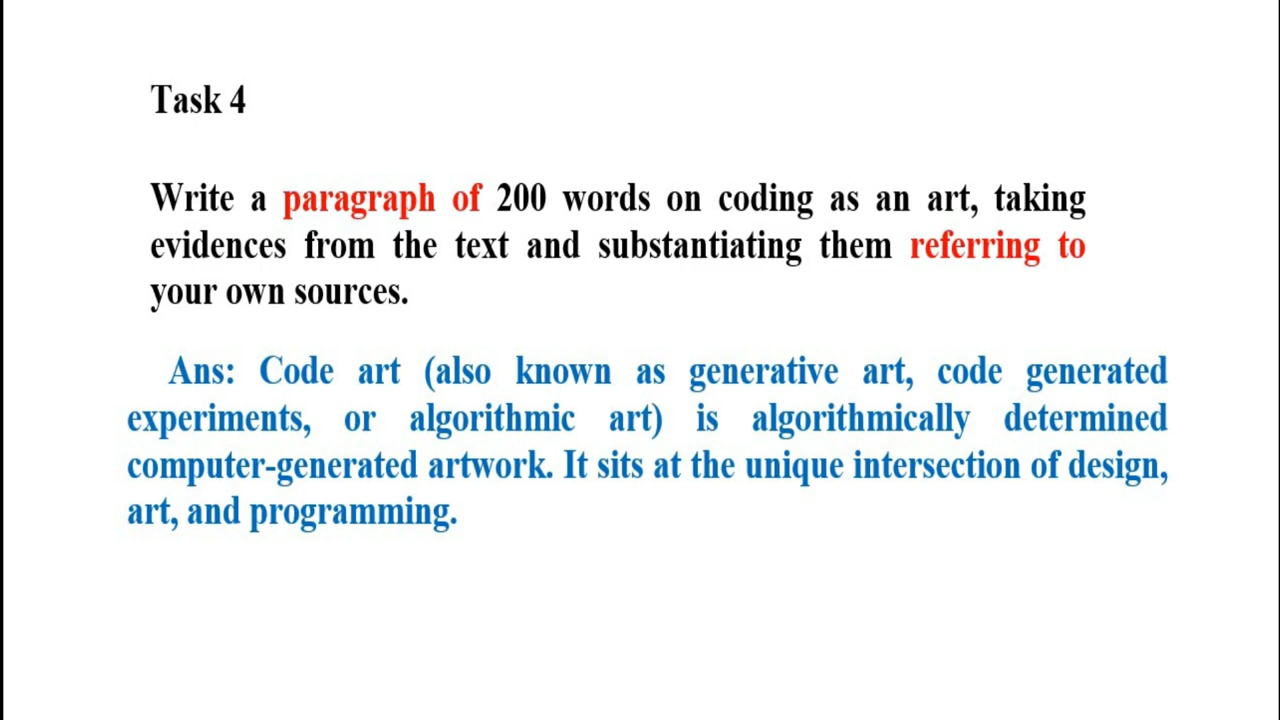 Task 4
Write a paragraph of 200 words on coding as an art, taking
evidences from the text and substantiating them referring to
your own sources.
Ans: Code art (also known as generative art, code generated
experiments, or algorithmic art) is algorithmically determined
computer-generated artwork. It sits at the unique intersection of design,
art, and programming.